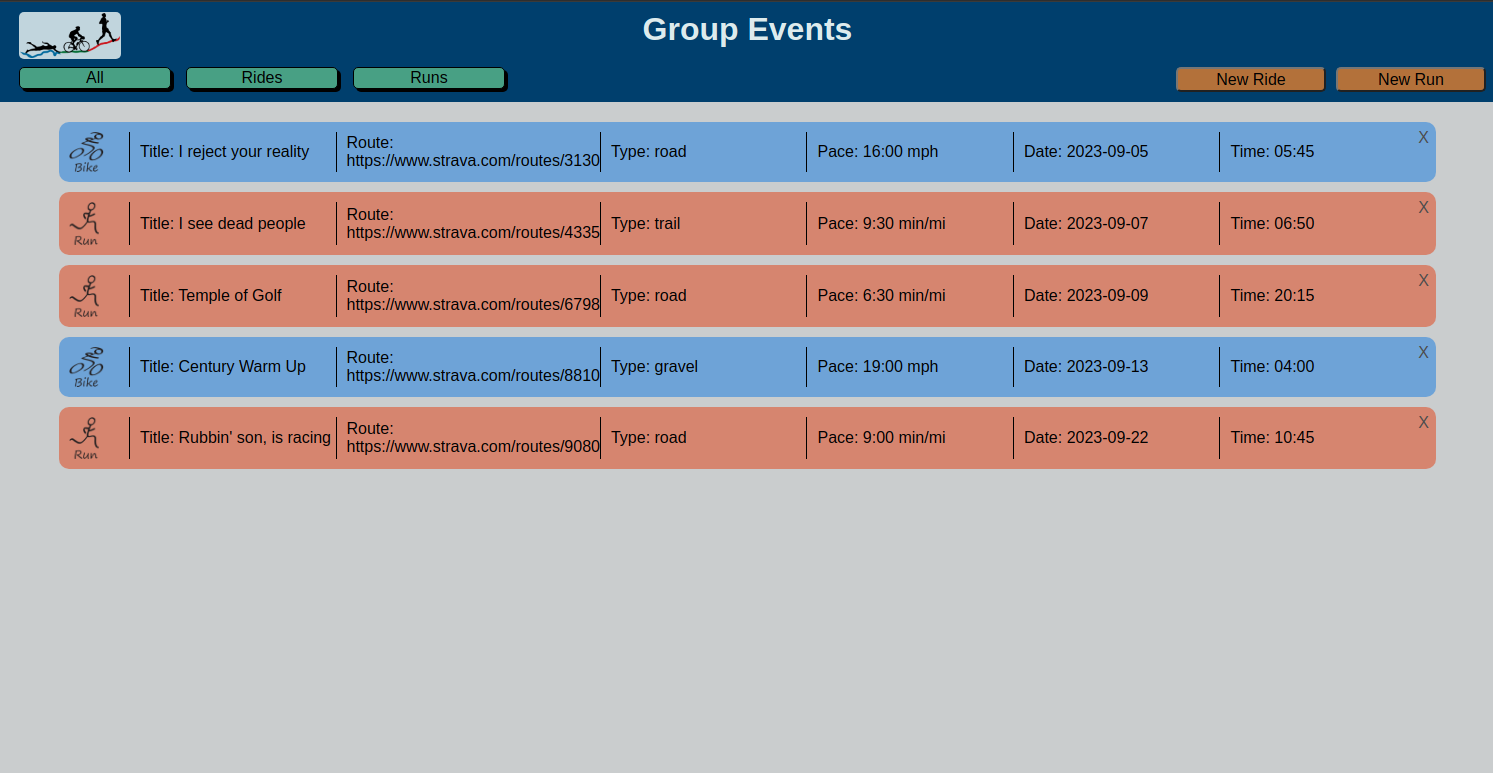 Group Events
All
Rides
Runs
New Ride
New Run
Bike
Title: I reject your reality
Route:
https://www.strava.com/routes/3130
Type: road
Pace: 16:00 mph
Date: 2023-09-05
Time: 05:45
X
Run
Title: I see dead people
Route:
https://www.strava.com/routes/4335
Type: trail
Pace: 9:30 min/mi
Date: 2023-09-07
Time: 06:50
X
Run
Title: Temple of Golf
Route:
https://www.strava.com/routes/6798
Type: road
Pace: 6:30 min/mi
Date: 2023-09-09
Time: 20:15
X
Bike
Title: Century Warm Up
Route:
https://www.strava.com/routes/8810
Type: gravel
Pace: 19:00 mph
Date: 2023-09-13
Time: 04:00
X
Run
Title: Rubbin' son, is racing
Route:
https://www.strava.com/routes/9080
Type: road
Pace: 9:00 min/mi
Date: 2023-09-22
Time: 10:45
X